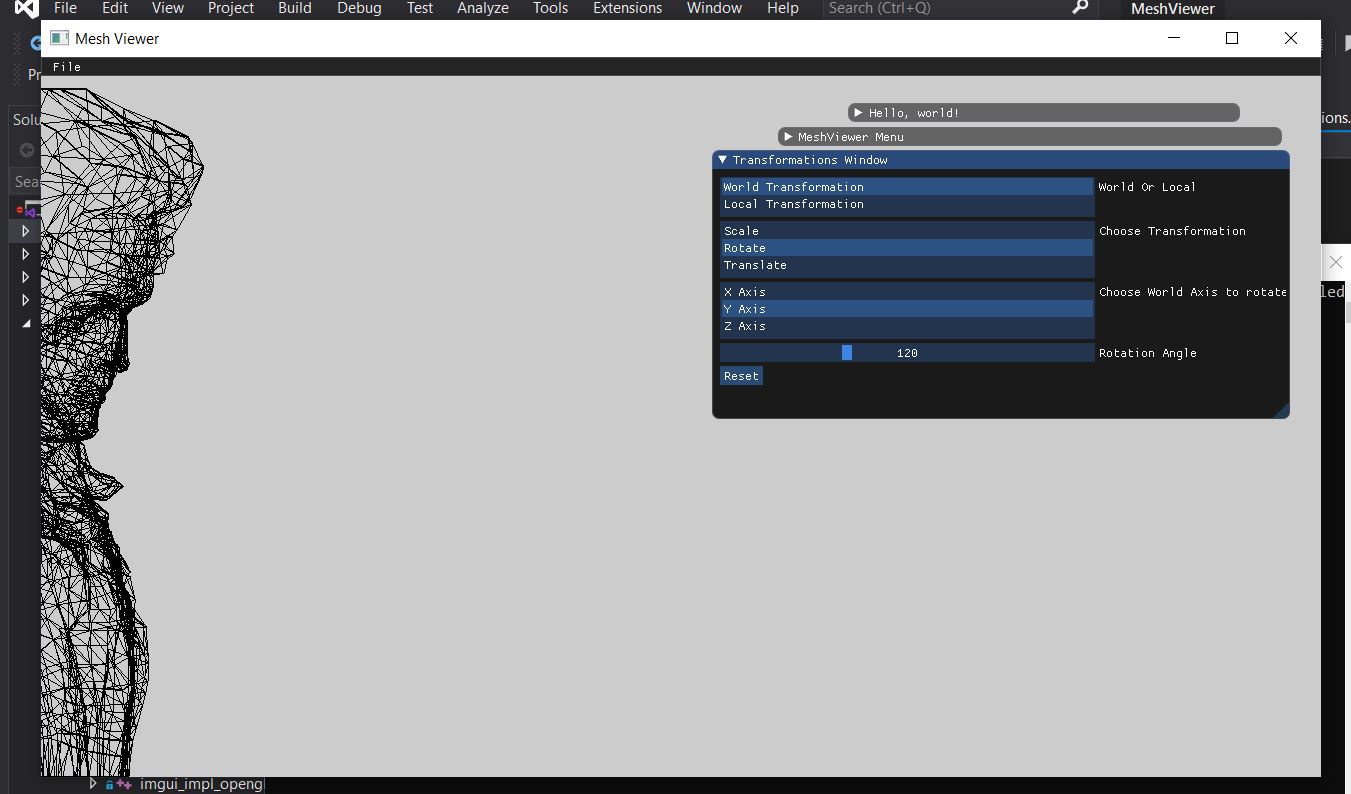 File Edit View Project Build Debug Test Analyze Tools Extensions Window Help Search (Ctrl+Q) MeshViewer
Mesh Viewer
Pr
File
Solu
ions.
Hello, world!
MeshViewer Menu
Transformations Window
Sea
World Transformation World Or Local
Local Transformation
Scale Choose Transformation
Rotate
Translate
X Axis Choose World Axis to rotate
led
Y Axis
Z Axis
120 Rotation Angle
Reset
imgui_impl_opengl